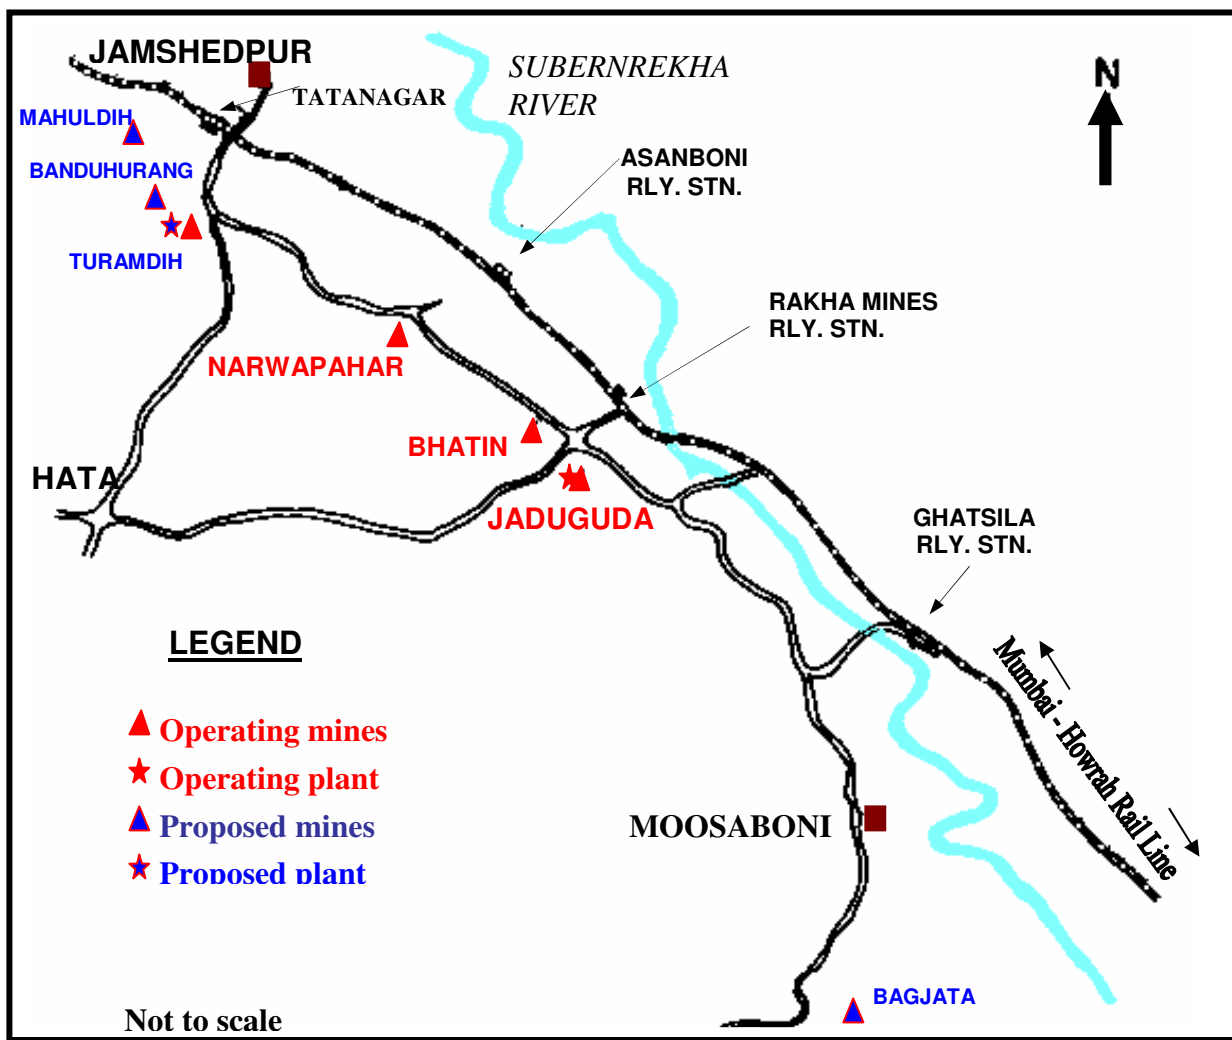 JAMSHEDPUR
SUBERNREKHA
RIVER
N
TATANAGAR
MAHULDIH
BANDUHURANG
ASANBONI
RLY. STN.
TURAMDIH
RAKHA MINES
RLY. STN.
NARWAPAHAR
BHATIN
HATA
JADUGUDA
GHATSILA
RLY. STN.
LEGEND
Operating mines
Operating plant
Proposed mines
Proposed plant
Mumbai - Howrah Rail Line
MOOSABONI
BAGJATA
Not to scale